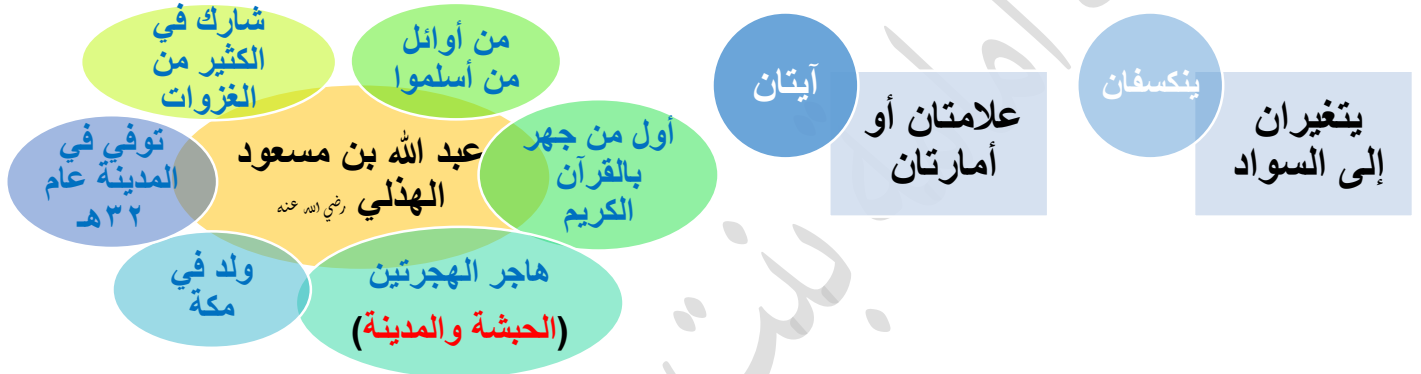 ينكسفان
يتغيران
إلى السواد
آيتان
علامتان أو
أمارتان
عبد الله بن مسعود
الهذلي رضي الله عنه
من أوائل
من أسلموا
أول من جهر
بالقرآن
الكريم
هاجر الهجرتين
(الحبشة والمدينة)
ولد في
مكة
توفي في
المدينة عام
٣٢هـ
شارك في
الكثير من
الغزوات